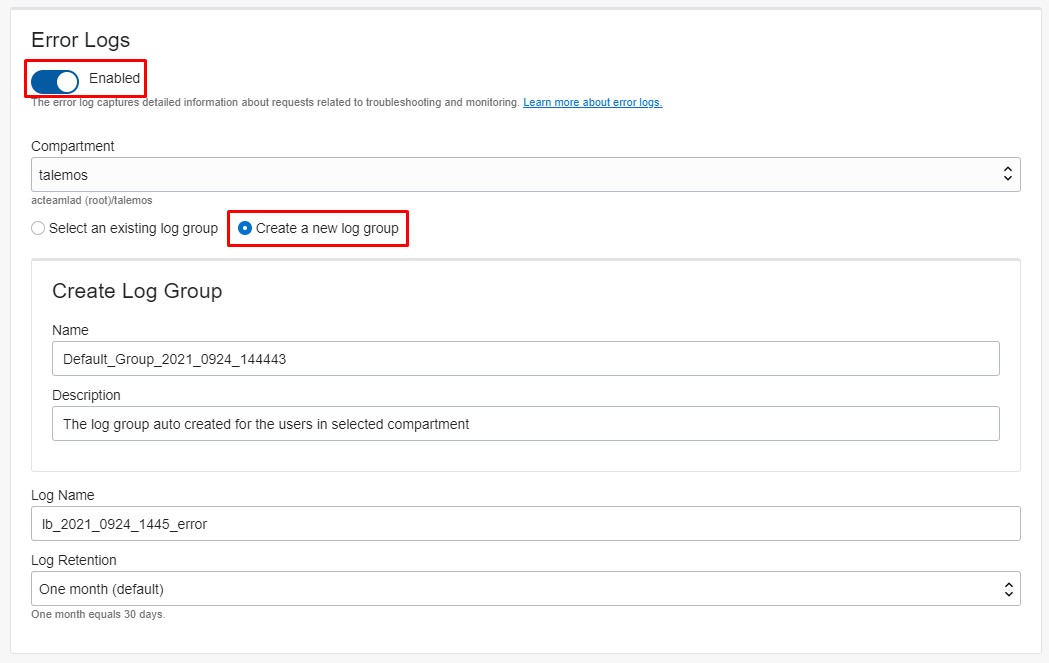 Error Logs
Enabled
The error log captures detailed information about requests related to troubleshooting and monitoring. Learn more about error logs.
Compartment
talemos
acteamlad (root)/talemos
Select an existing log group Create a new log group
Create Log Group
Name
Default_Group_2021_0924_144443
Description
The log group auto created for the users in selected compartment
Log Name
lb_2021_0924_1445_error
Log Retention
One month (default)
One month equals 30 days.